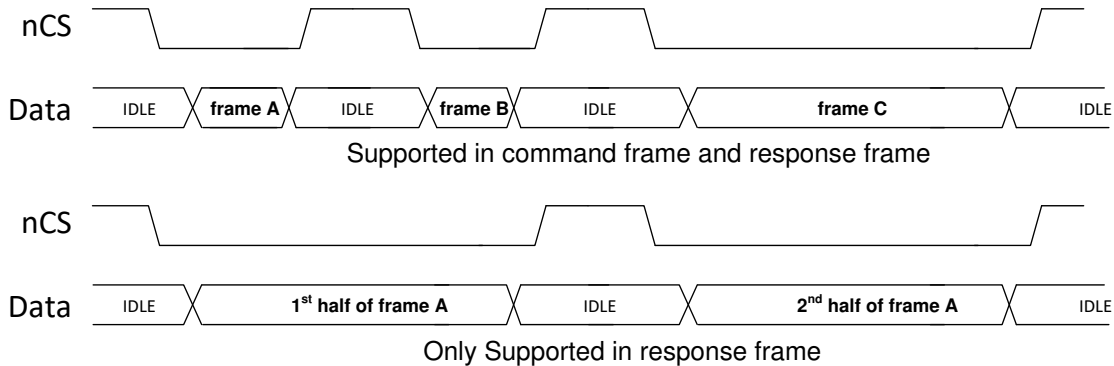 nCS
Data IDLE frame A IDLE frame B IDLE frame C IDLE
Supported in command frame and response frame
nCS
Data IDLE 1st half of frame A IDLE 2nd half of frame A IDLE
Only Supported in response frame